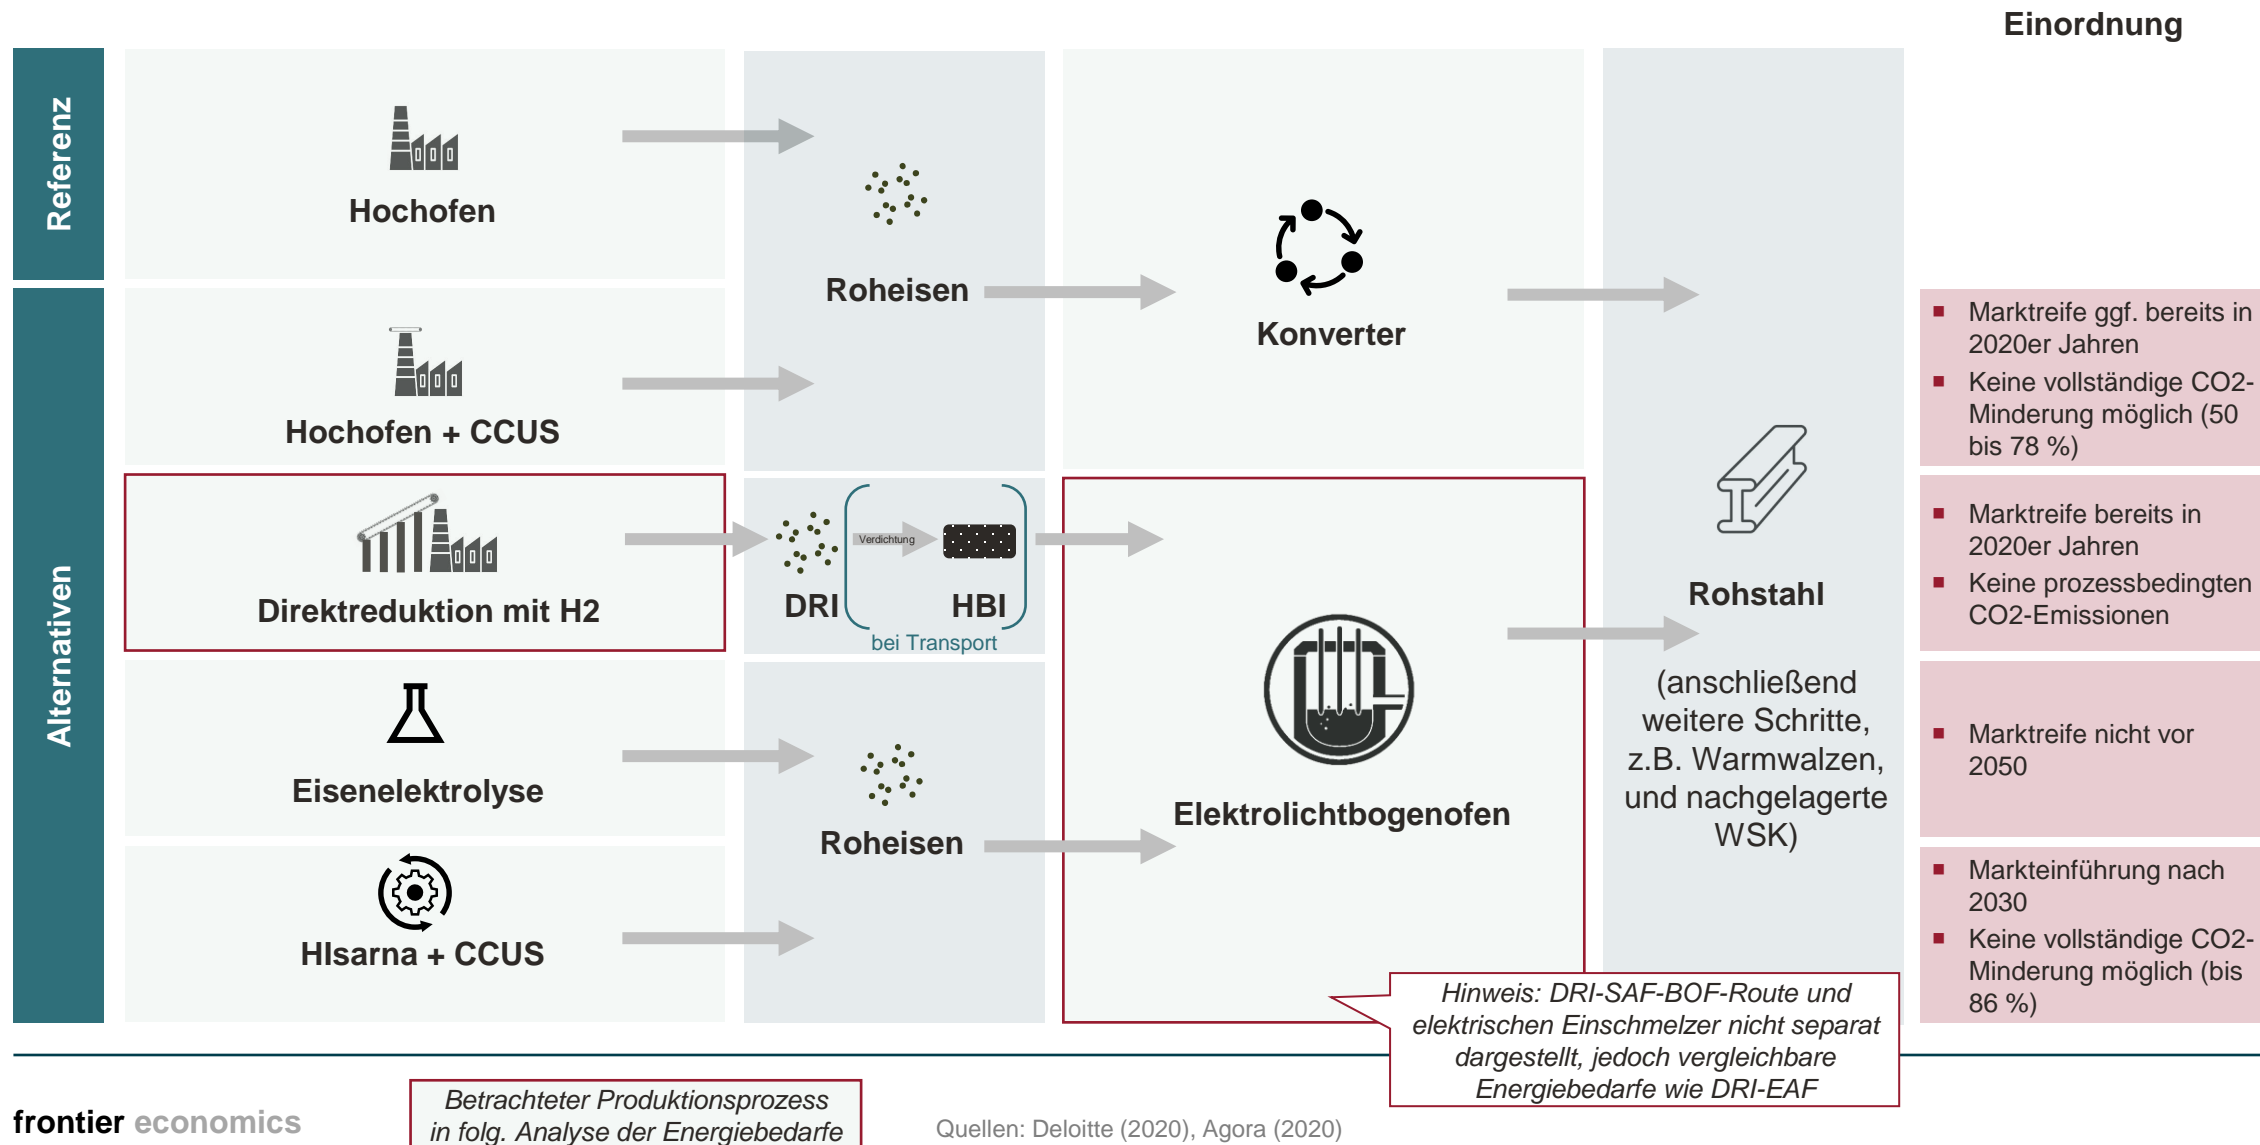 Einordnung
Referenz
Hochofen
Roheisen
Konverter
Alternativen
Hochofen + CCUS
Marktreife ggf. bereits in
2020er Jahren
Keine vollständige CO2-
Minderung möglich (50
bis 78 %)
Direktreduktion mit H2
DRI
Verdichtung
HBI
bei Transport
Elektrolichtbogenofen
Rohstahl
(anschließend
weitere Schritte,
z.B. Warmwalzen,
und nachgelagerte
WSK)
Marktreife bereits in
2020er Jahren
Keine prozessbedingten
CO2-Emissionen
Eisenelektrolyse
Roheisen
Marktreife nicht vor
2050
HIsarna + CCUS
Markteinführung nach
2030
Keine vollständige CO2-
Minderung möglich (bis
86 %)
Hinweis: DRI-SAF-BOF-Route und
elektrischen Einschmelzer nicht separat
dargestellt, jedoch vergleichbare
Energiebedarfe wie DRI-EAF
frontier economics
Betrachteter Produktionsprozess
in folg. Analyse der Energiebedarfe
Quellen: Deloitte (2020), Agora (2020)